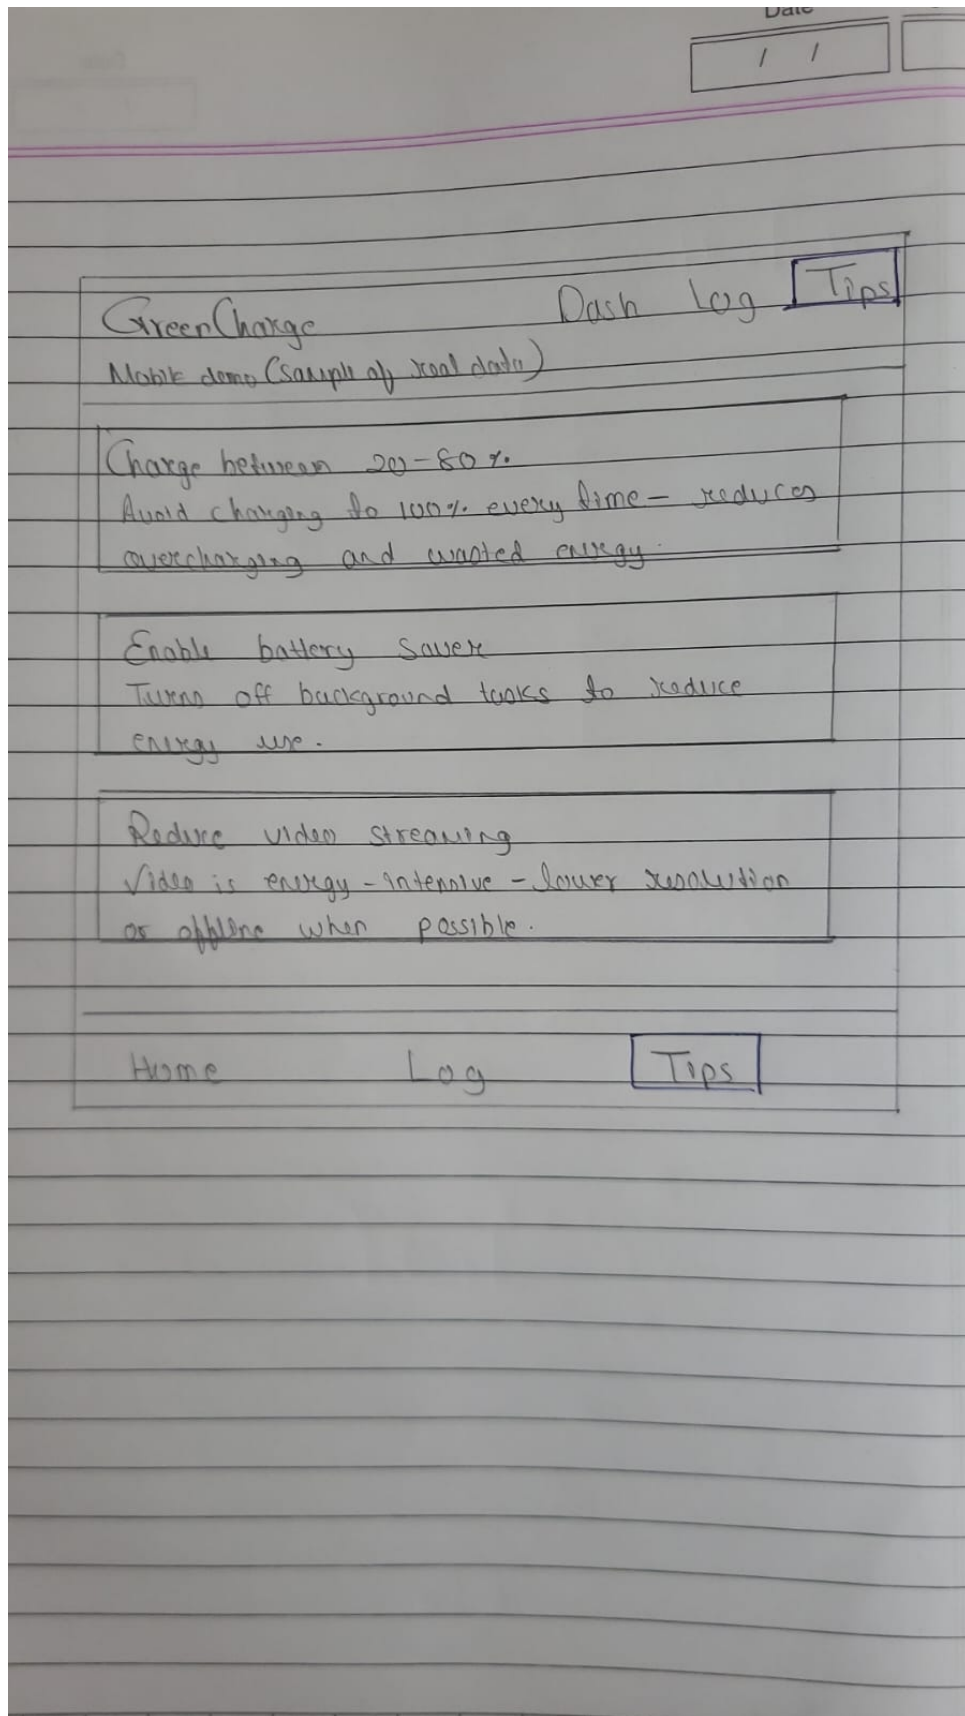 Date
/ /
GreenCharge Dash Log Tips
Mobile demo (sample of real data)
Charge between 20-80%
Avoid charging to 100% every time - reduces
overcharging and wasted energy.
Enable battery saver
Turns off background tasks to reduce
energy use.
Reduce video streaming
Video is energy-intensive - lower resolution
or offline when possible.
Home Log Tips